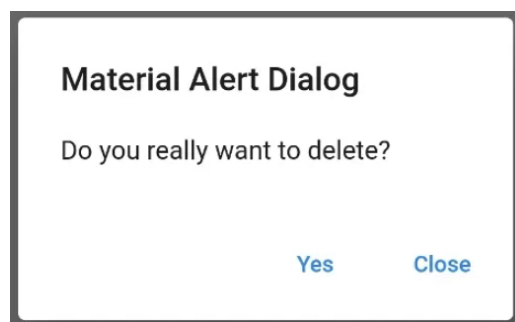 Material Alert Dialog
Do you really want to delete?
Yes Close